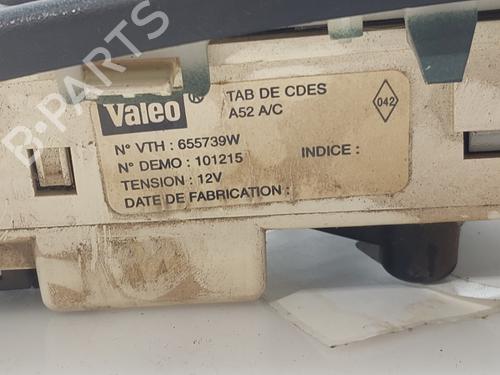 B-PARTS
Valeo ®
TAB DE CDES
A52 A/C
042
N° VTH : 655739W
N° DEMO : 101215
INDICE :
TENSION : 12V
DATE DE FABRICATION :